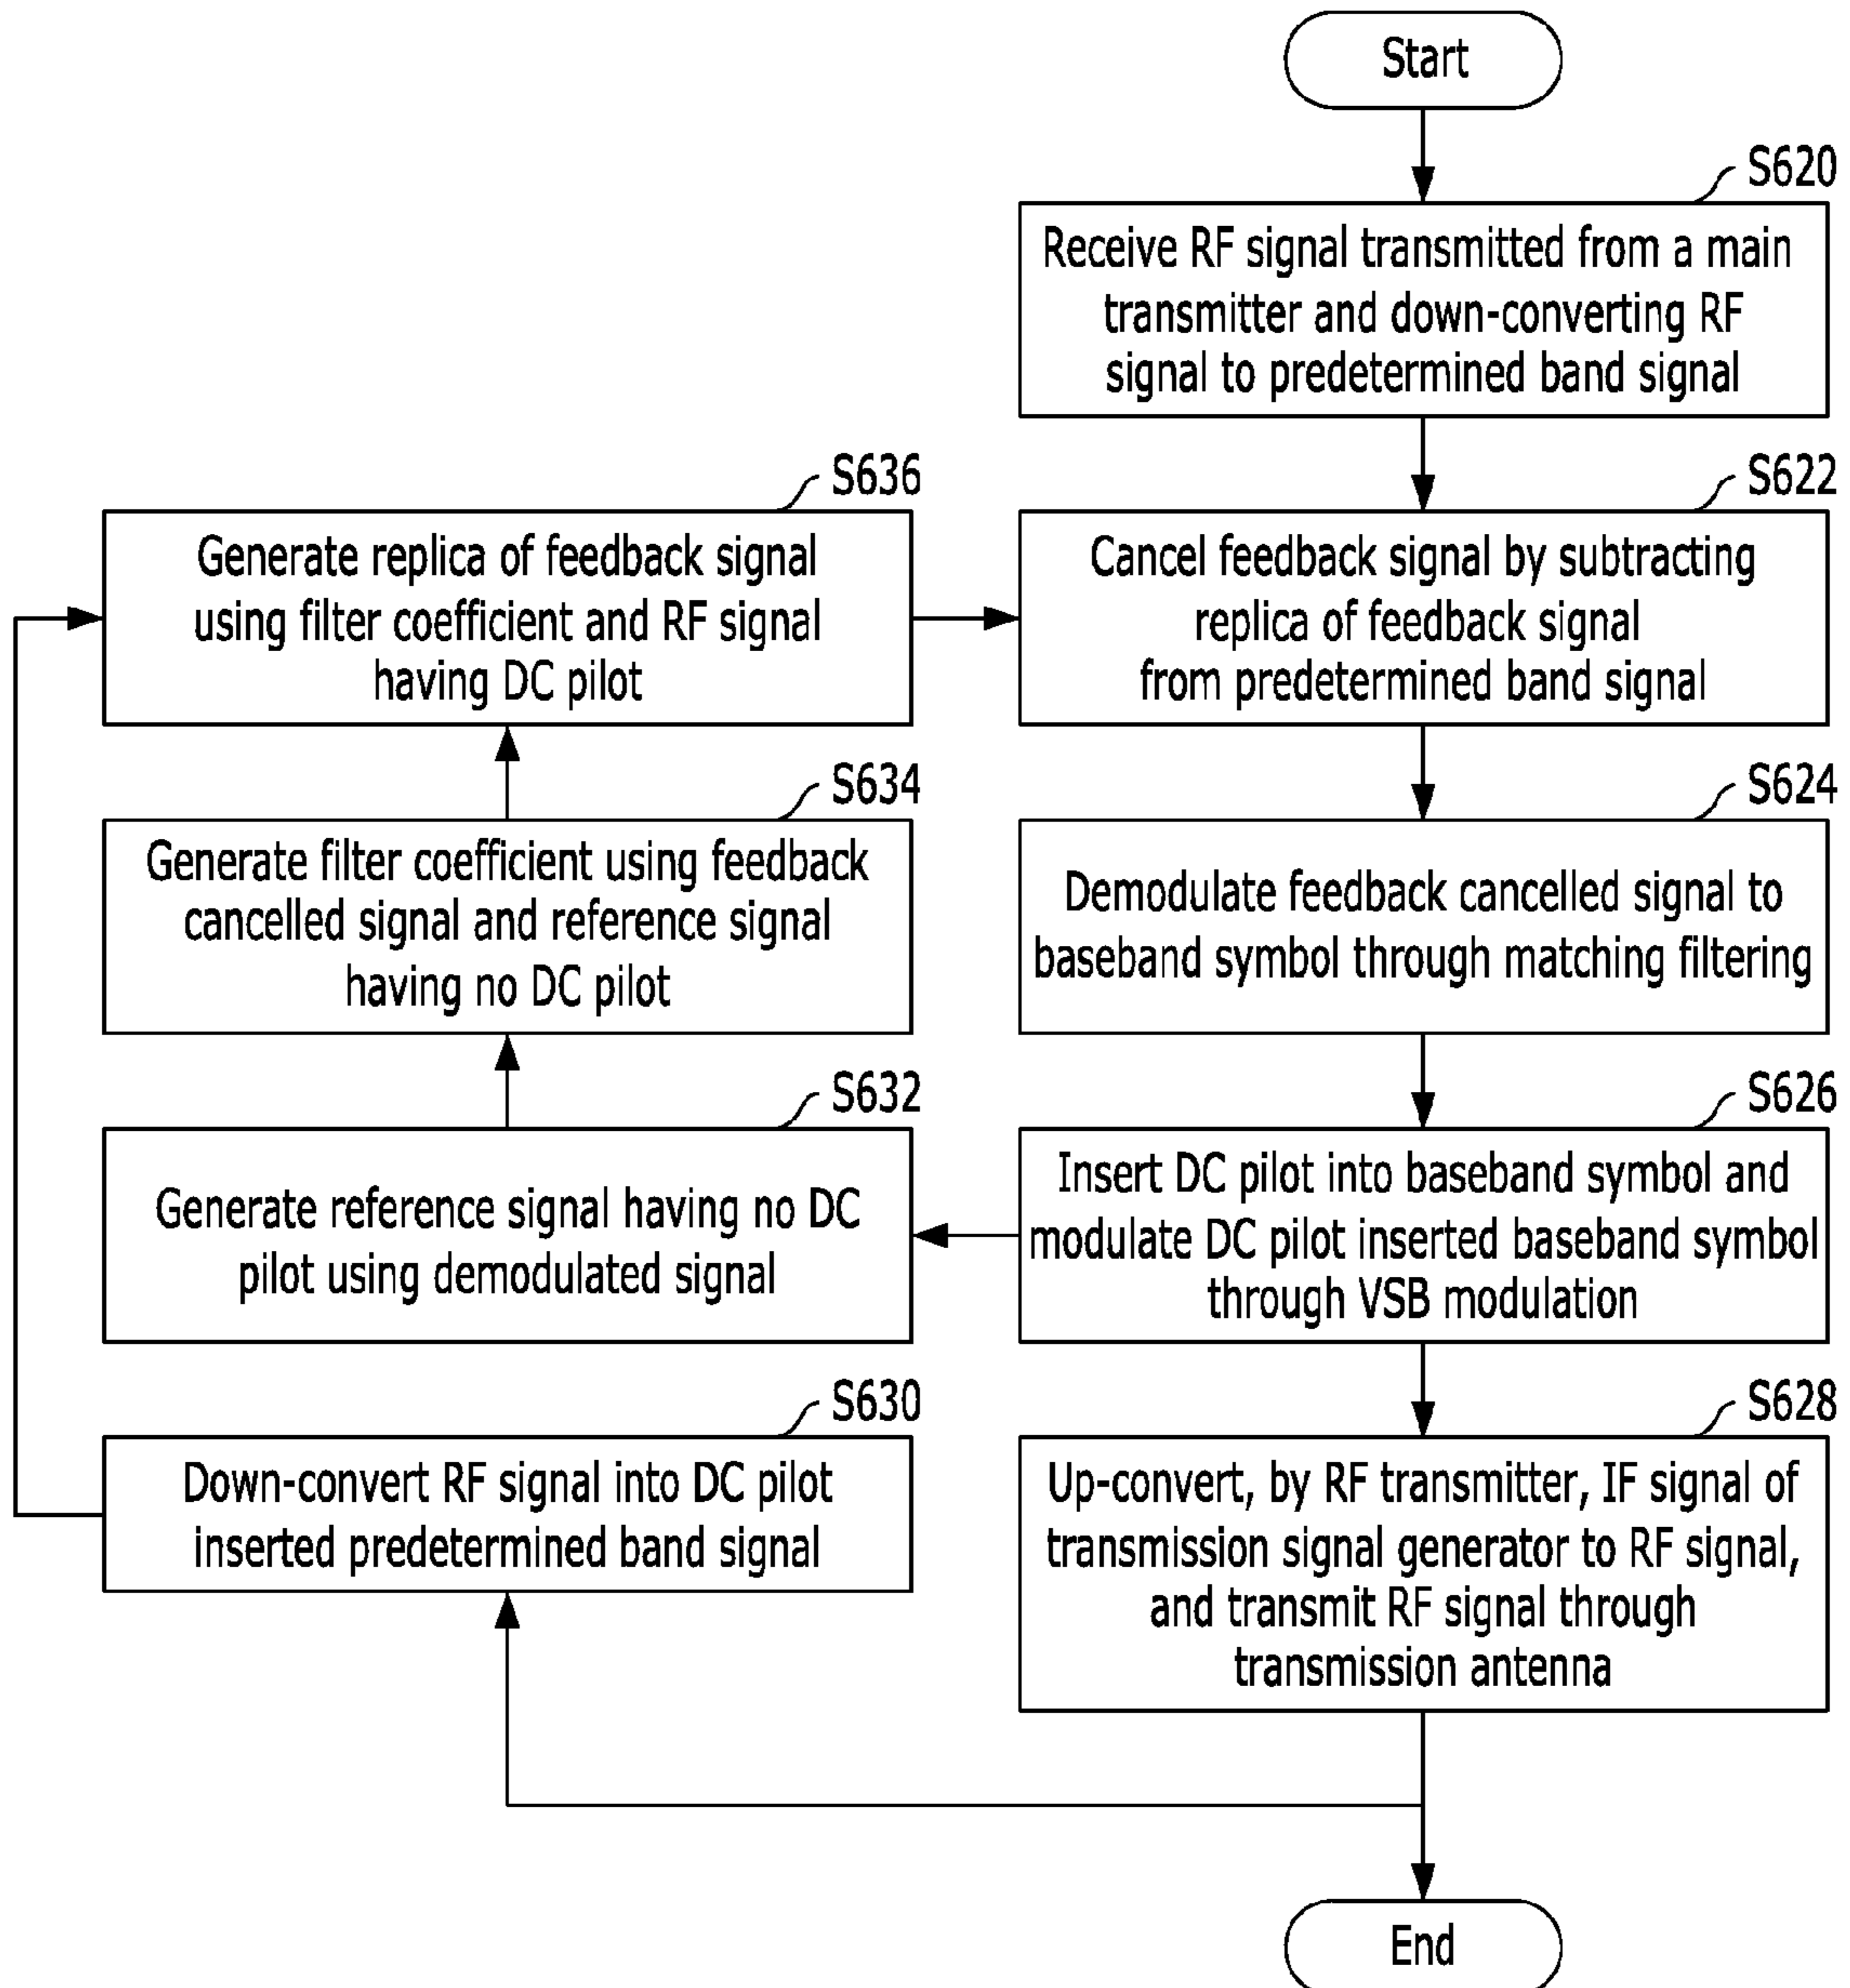 Start
S620
Receive RF signal transmitted from a main
transmitter and down-converting RF
signal to predetermined band signal
S636
Generate replica of feedback signal
using filter coefficient and RF signal
having DC pilot
S622
Cancel feedback signal by subtracting
replica of feedback signal
from predetermined band signal
S634
Generate filter coefficient using feedback
cancelled signal and reference signal
having no DC pilot
S624
Demodulate feedback cancelled signal to
baseband symbol through matching filtering
S632
Generate reference signal having no DC
pilot using demodulated signal
S626
Insert DC pilot into baseband symbol and
modulate DC pilot inserted baseband symbol
through VSB modulation
S630
Down-convert RF signal into DC pilot
inserted predetermined band signal
S628
Up-convert, by RF transmitter, IF signal of
transmission signal generator to RF signal,
and transmit RF signal through
transmission antenna
End